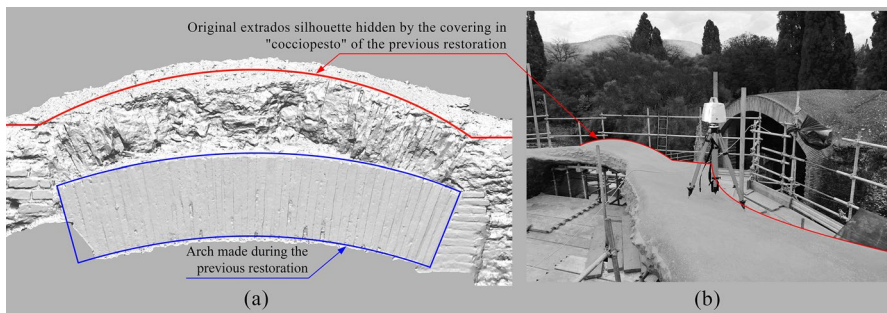 Original extrados silhouette hidden by the covering in
"cocciopesto" of the previous restoration
Arch made during the
previous restoration
(a)
(b)